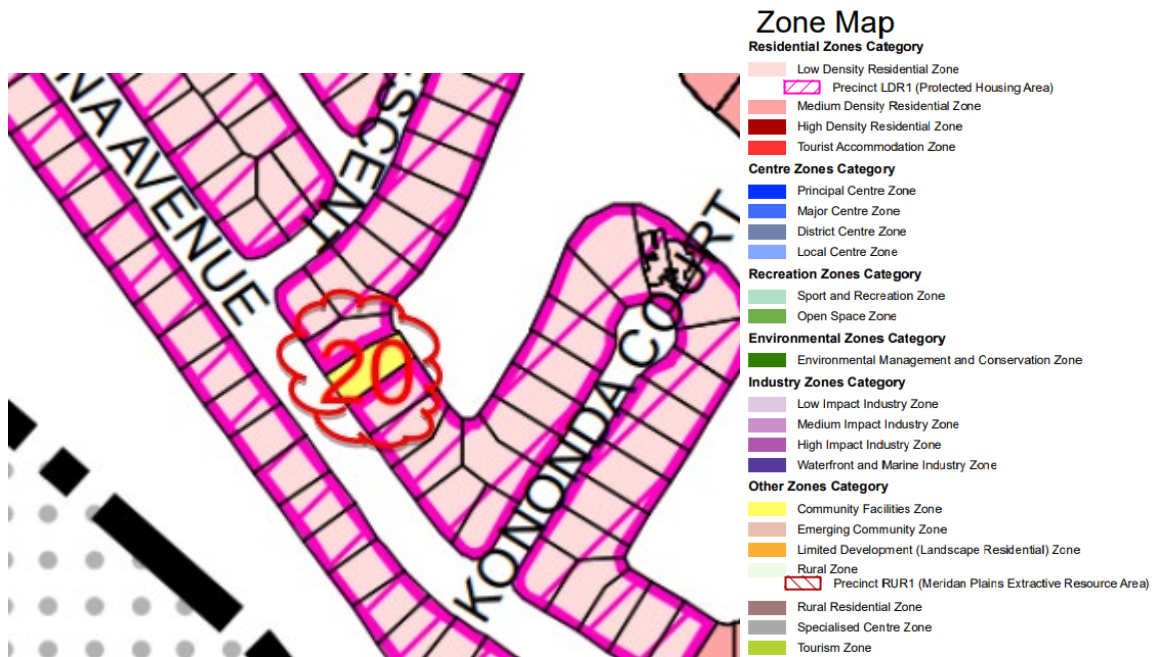 NA AVENUE
SCENT
20
KONONDA COURT
Zone Map
Residential Zones Category
Low Density Residential Zone
Precinct LDR1 (Protected Housing Area)
Medium Density Residential Zone
High Density Residential Zone
Tourist Accommodation Zone
Centre Zones Category
Principal Centre Zone
Major Centre Zone
District Centre Zone
Local Centre Zone
Recreation Zones Category
Sport and Recreation Zone
Open Space Zone
Environmental Zones Category
Environmental Management and Conservation Zone
Industry Zones Category
Low Impact Industry Zone
Medium Impact Industry Zone
High Impact Industry Zone
Waterfront and Marine Industry Zone
Other Zones Category
Community Facilities Zone
Emerging Community Zone
Limited Development (Landscape Residential) Zone
Rural Zone
Precinct RUR1 (Meridan Plains Extractive Resource Area)
Rural Residential Zone
Specialised Centre Zone
Tourism Zone